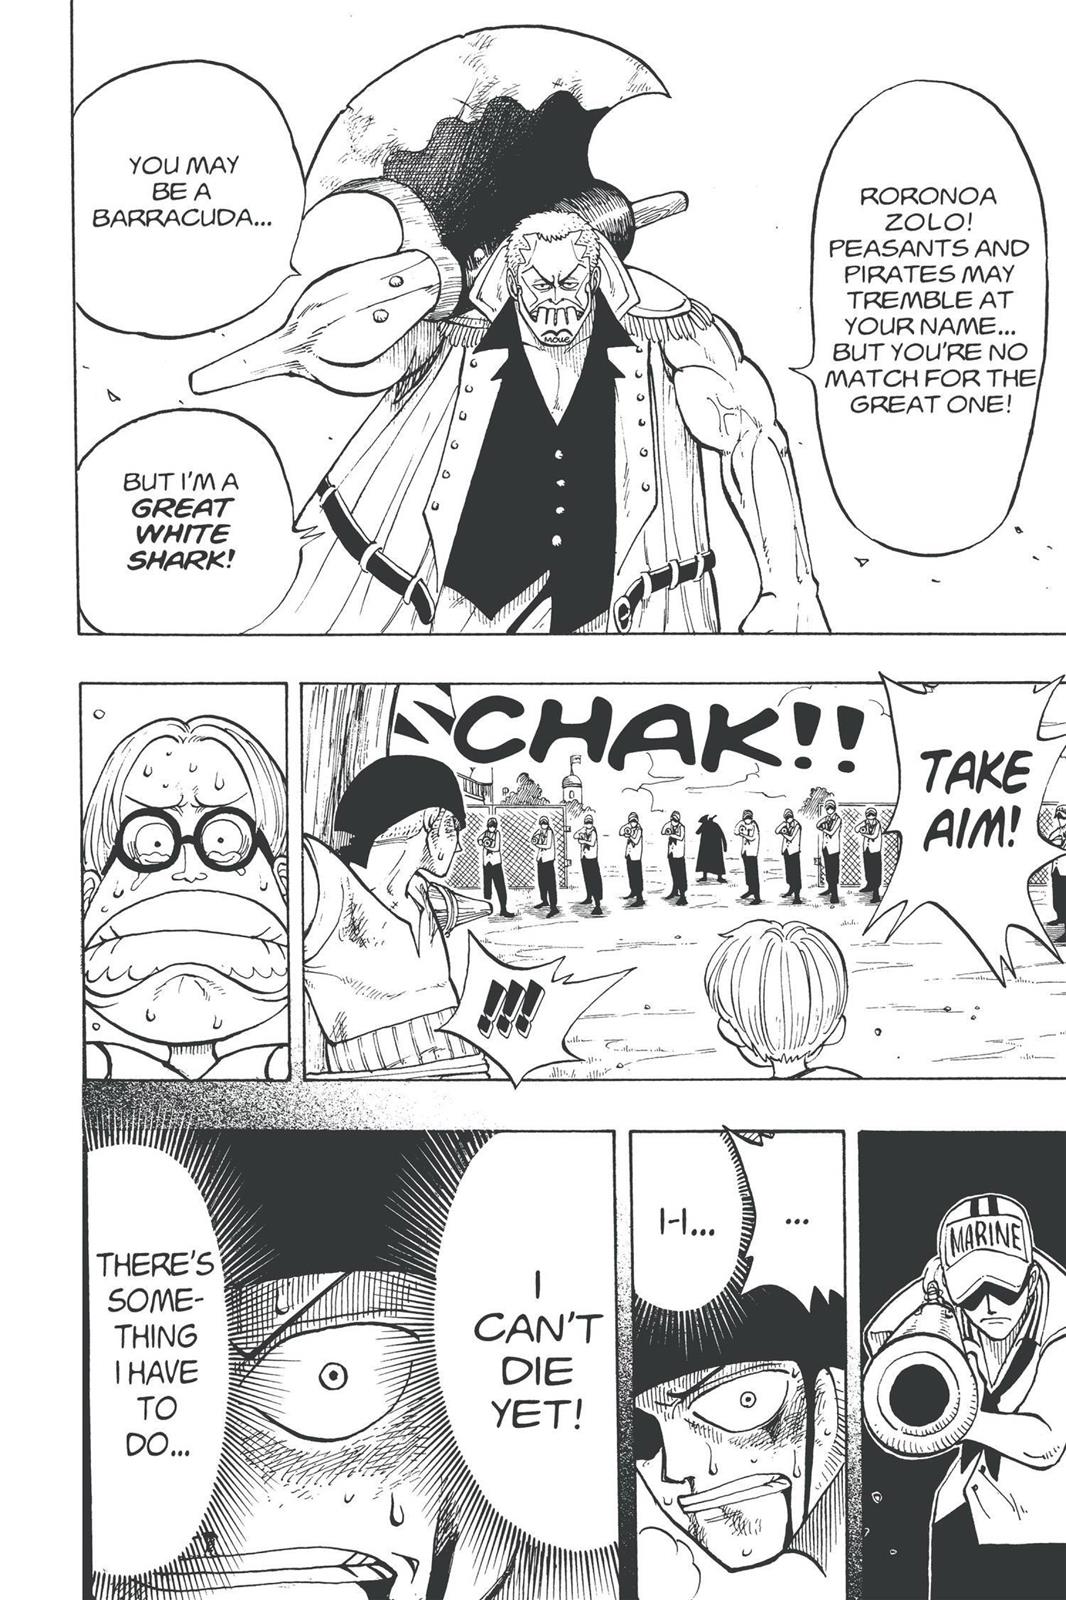 RORONOA
ZOLO!
PEASANTS AND
PIRATES MAY
TREMBLE AT
YOUR NAME...
BUT YOU'RE NO
MATCH FOR THE
GREAT ONE!
YOU MAY
BE A
BARRACUDA...
BUT I'M A
GREAT
WHITE
SHARK!
MOUE
TAKE
AIM!
CHAK!!
!!!
MARINE
...
I-I...
I
CAN'T
DIE
YET!
THERE'S
SOME-
THING
I HAVE
TO
DO...